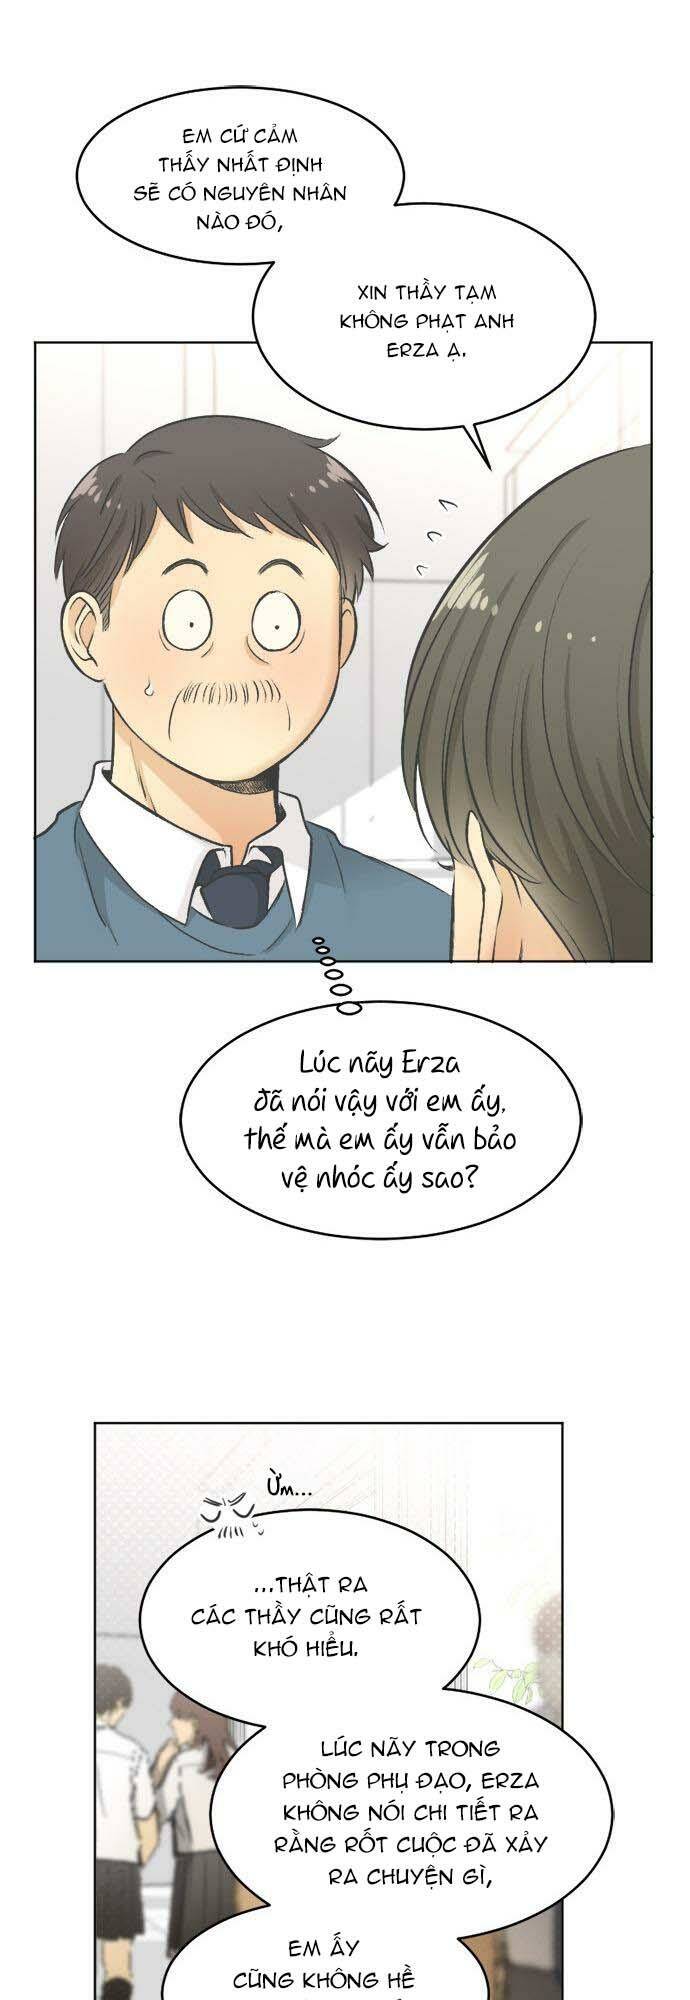 EM CỨ CẢM
THẤY NHẤT ĐỊNH
SẼ CÓ NGUYÊN NHÂN
NÀO ĐÓ,
XIN THẦY TẠM
KHÔNG PHẠT ANH
ERZA Ạ.
Lúc nãy Erza
đã nói vậy với em ấy,
thế mà em ấy vẫn bảo
vệ nhóc ấy sao?
Ừm...
...THẬT RA
CÁC THẦY CŨNG RẤT
KHÓ HIỂU.
LÚC NÃY TRONG
PHÒNG PHỤ ĐẠO, ERZA
KHÔNG NÓI CHI TIẾT RA
RẰNG RỐT CUỘC ĐÃ XẢY
RA CHUYỆN GÌ,
EM ẤY
CŨNG KHÔNG HỀ